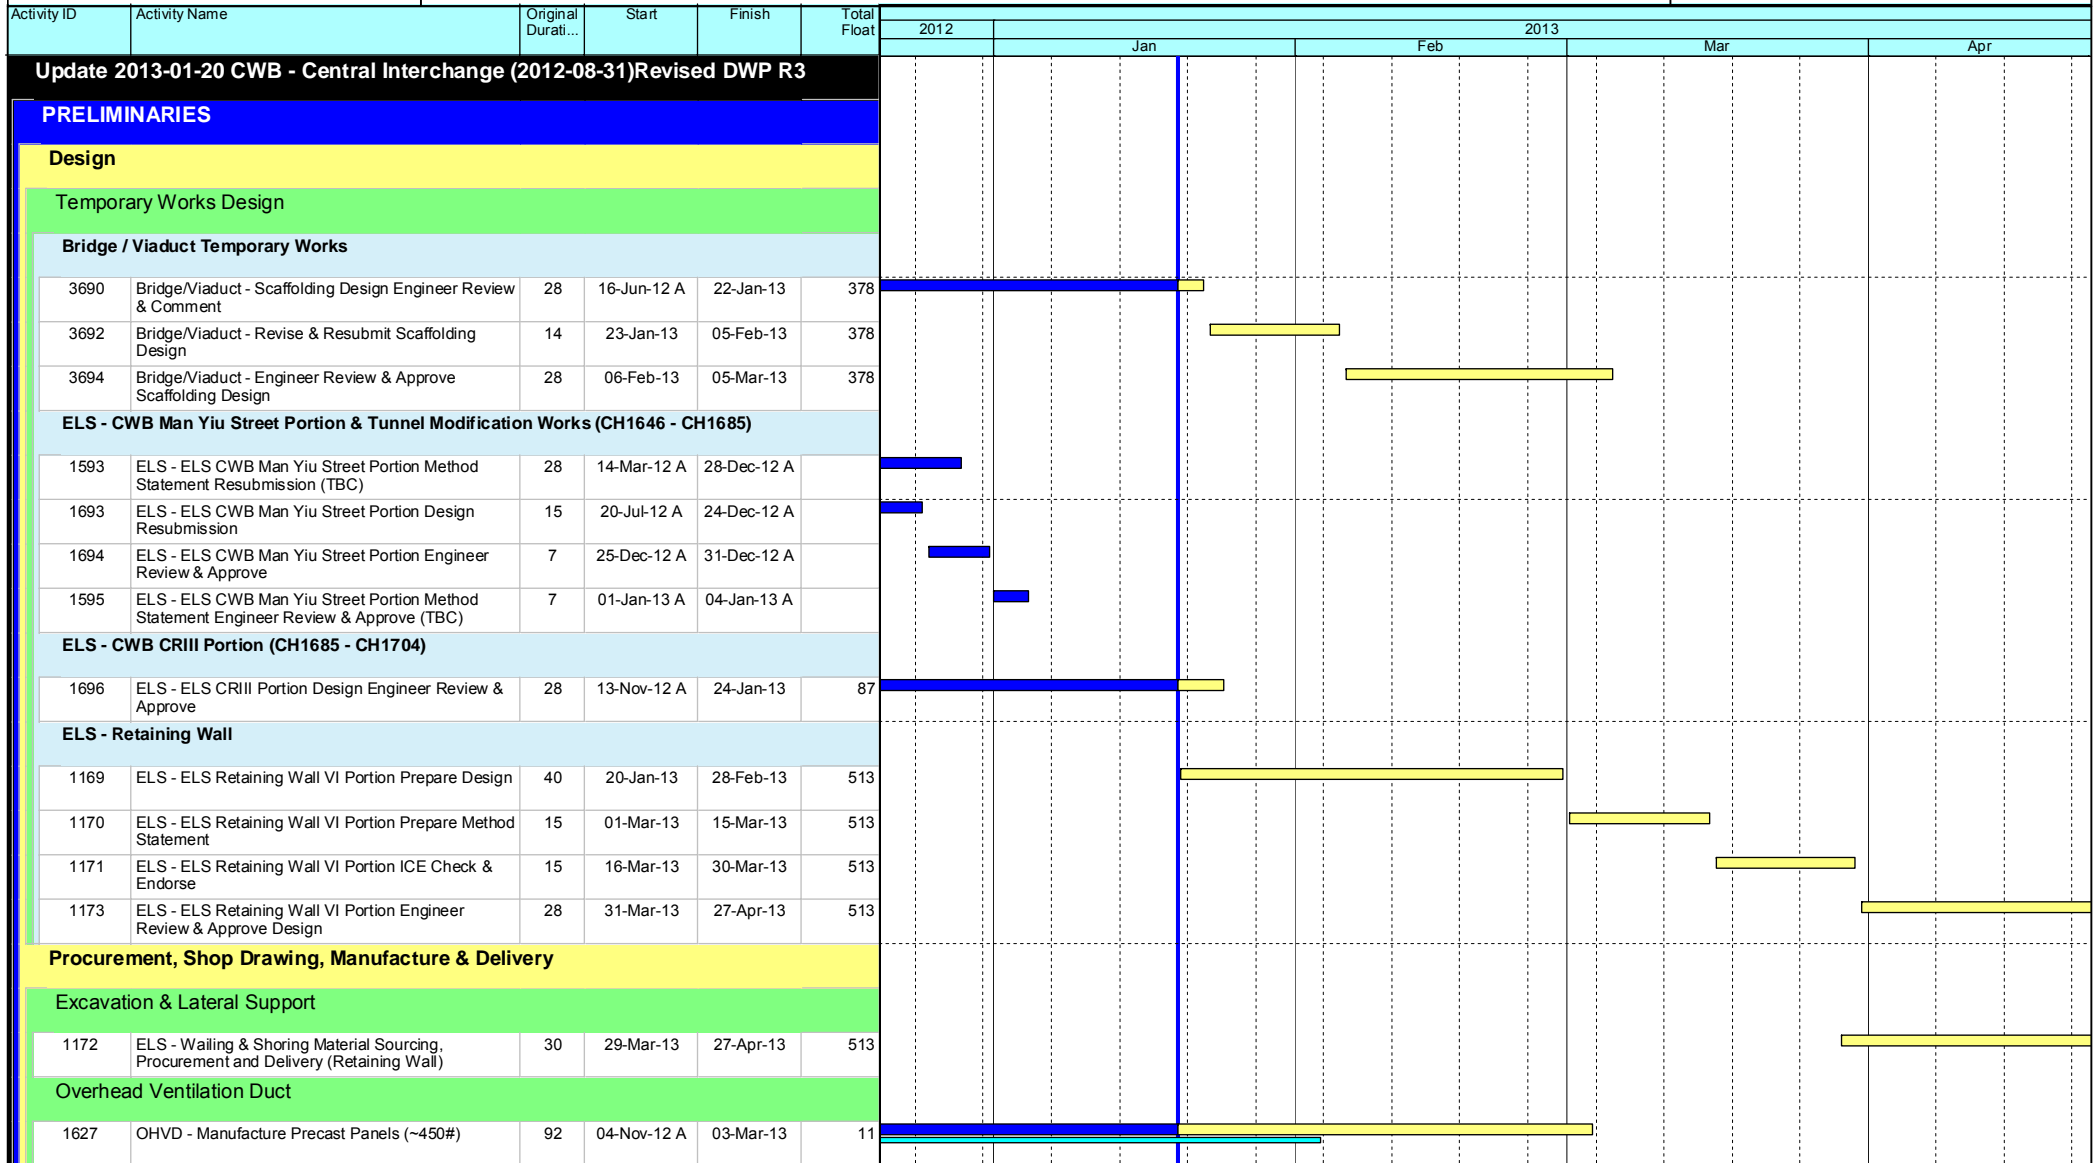 Activity ID Activity Name Original Start Finish Total
Durati... Float
2012 2013
Jan Feb Mar Apr
Update 2013-01-20 CWB - Central Interchange (2012-08-31)Revised DWP R3
PRELIMINARIES
Design
Temporary Works Design
Bridge / Viaduct Temporary Works
3690 Bridge/Viaduct - Scaffolding Design Engineer Review 28 16-Jun-12 A 22-Jan-13 378
& Comment
3692 Bridge/Viaduct - Revise & Resubmit Scaffolding 14 23-Jan-13 05-Feb-13 378
Design
3694 Bridge/Viaduct - Engineer Review & Approve 28 06-Feb-13 05-Mar-13 378
Scaffolding Design
ELS - CWB Man Yiu Street Portion & Tunnel Modification Works (CH1646 - CH1685)
1593 ELS - ELS CWB Man Yiu Street Portion Method 28 14-Mar-12 A 28-Dec-12 A
Statement Resubmission (TBC)
1693 ELS - ELS CWB Man Yiu Street Portion Design 15 20-Jul-12 A 24-Dec-12 A
Resubmission
1694 ELS - ELS CWB Man Yiu Street Portion Engineer 7 25-Dec-12 A 31-Dec-12 A
Review & Approve
1595 ELS - ELS CWB Man Yiu Street Portion Method 7 01-Jan-13 A 04-Jan-13 A
Statement Engineer Review & Approve (TBC)
ELS - CWB CRIII Portion (CH1685 - CH1704)
1696 ELS - ELS CRIII Portion Design Engineer Review & 28 13-Nov-12 A 24-Jan-13 87
Approve
ELS - Retaining Wall
1169 ELS - ELS Retaining Wall VI Portion Prepare Design 40 20-Jan-13 28-Feb-13 513
1170 ELS - ELS Retaining Wall VI Portion Prepare Method 15 01-Mar-13 15-Mar-13 513
Statement
1171 ELS - ELS Retaining Wall VI Portion ICE Check & 15 16-Mar-13 30-Mar-13 513
Endorse
1173 ELS - ELS Retaining Wall VI Portion Engineer 28 31-Mar-13 27-Apr-13 513
Review & Approve Design
Procurement, Shop Drawing, Manufacture & Delivery
Excavation & Lateral Support
1172 ELS - Wailing & Shoring Material Sourcing, 30 29-Mar-13 27-Apr-13 513
Procurement and Delivery (Retaining Wall)
Overhead Ventilation Duct
1627 OHVD - Manufacture Precast Panels (~450#) 92 04-Nov-12 A 03-Mar-13 11